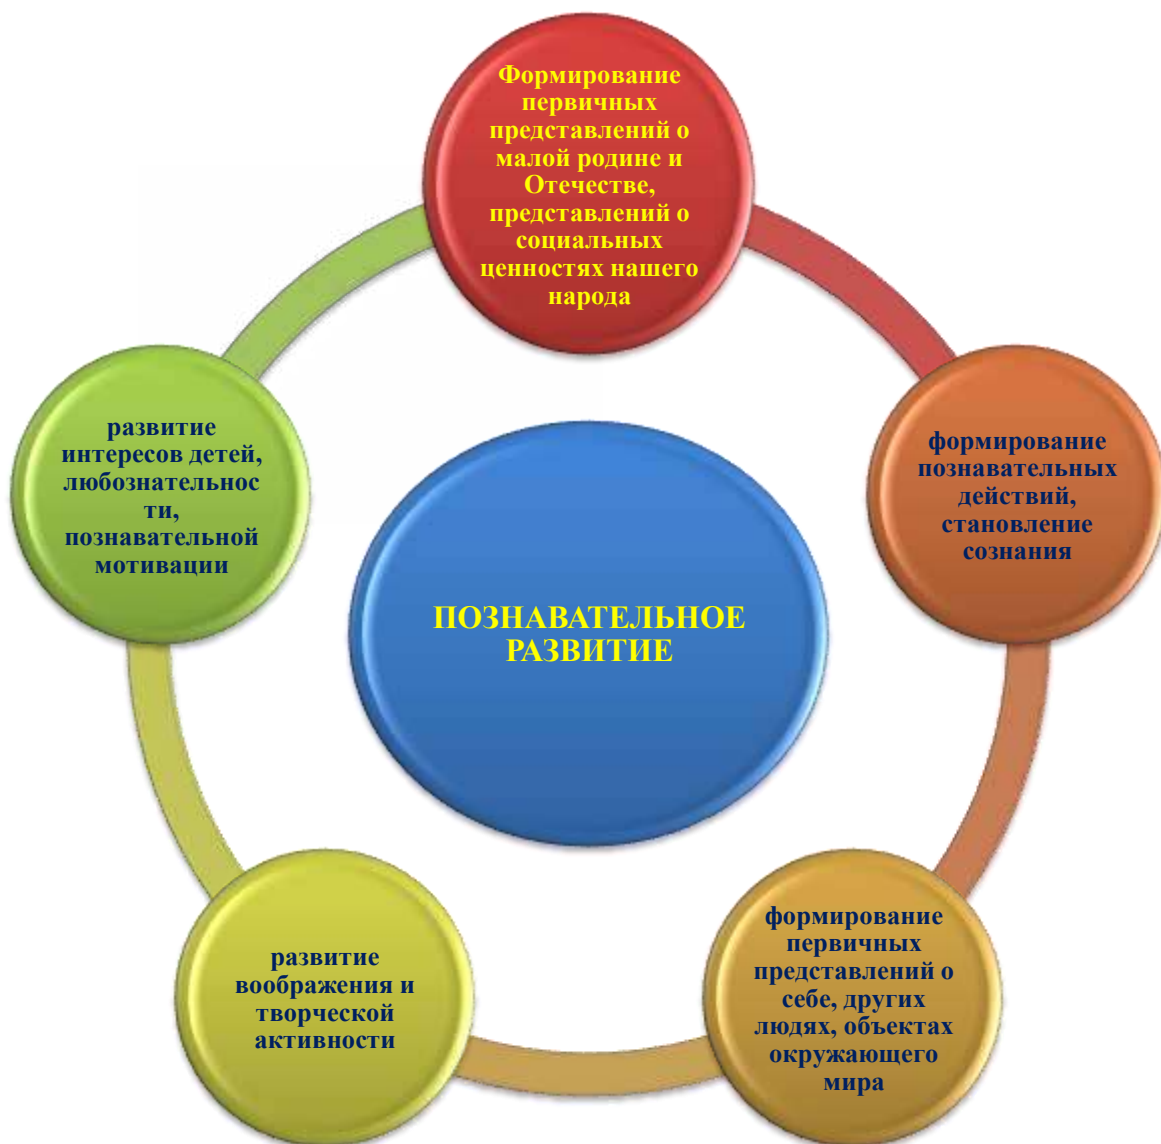 Формирование
первичных
представлений о
малой родине и
Отечестве,
представлений о
социальных
ценностях нашего
народа
формирование
познавательных
действий,
становление
сознания
формирование
первичных
представлений о
себе, других
людях, объектах
окружающего
мира
развитие
воображения и
творческой
активности
развитие
интересов детей,
любознательнос
ти,
познавательной
мотивации
ПОЗНАВАТЕЛЬНОЕ
РАЗВИТИЕ